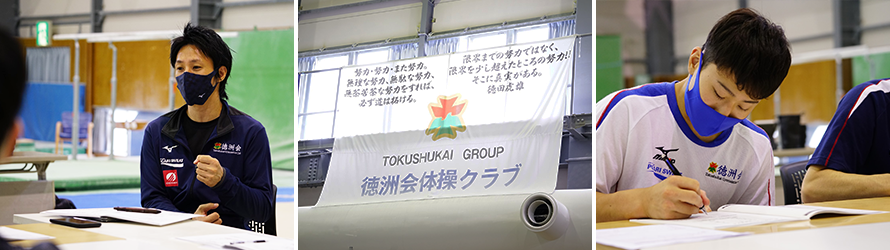 徳洲会
努力・努力・また努力。
無理な努力、無駄な努力、
無茶苦茶な努力をすれば、
必ず道は拓ける。
限界までの努力ではなく、
限界を少し超えたところの努力!!
そこに真実がある。
徳田虎雄
TOKUSHUKAI GROUP
徳洲会体操クラブ
徳洲会